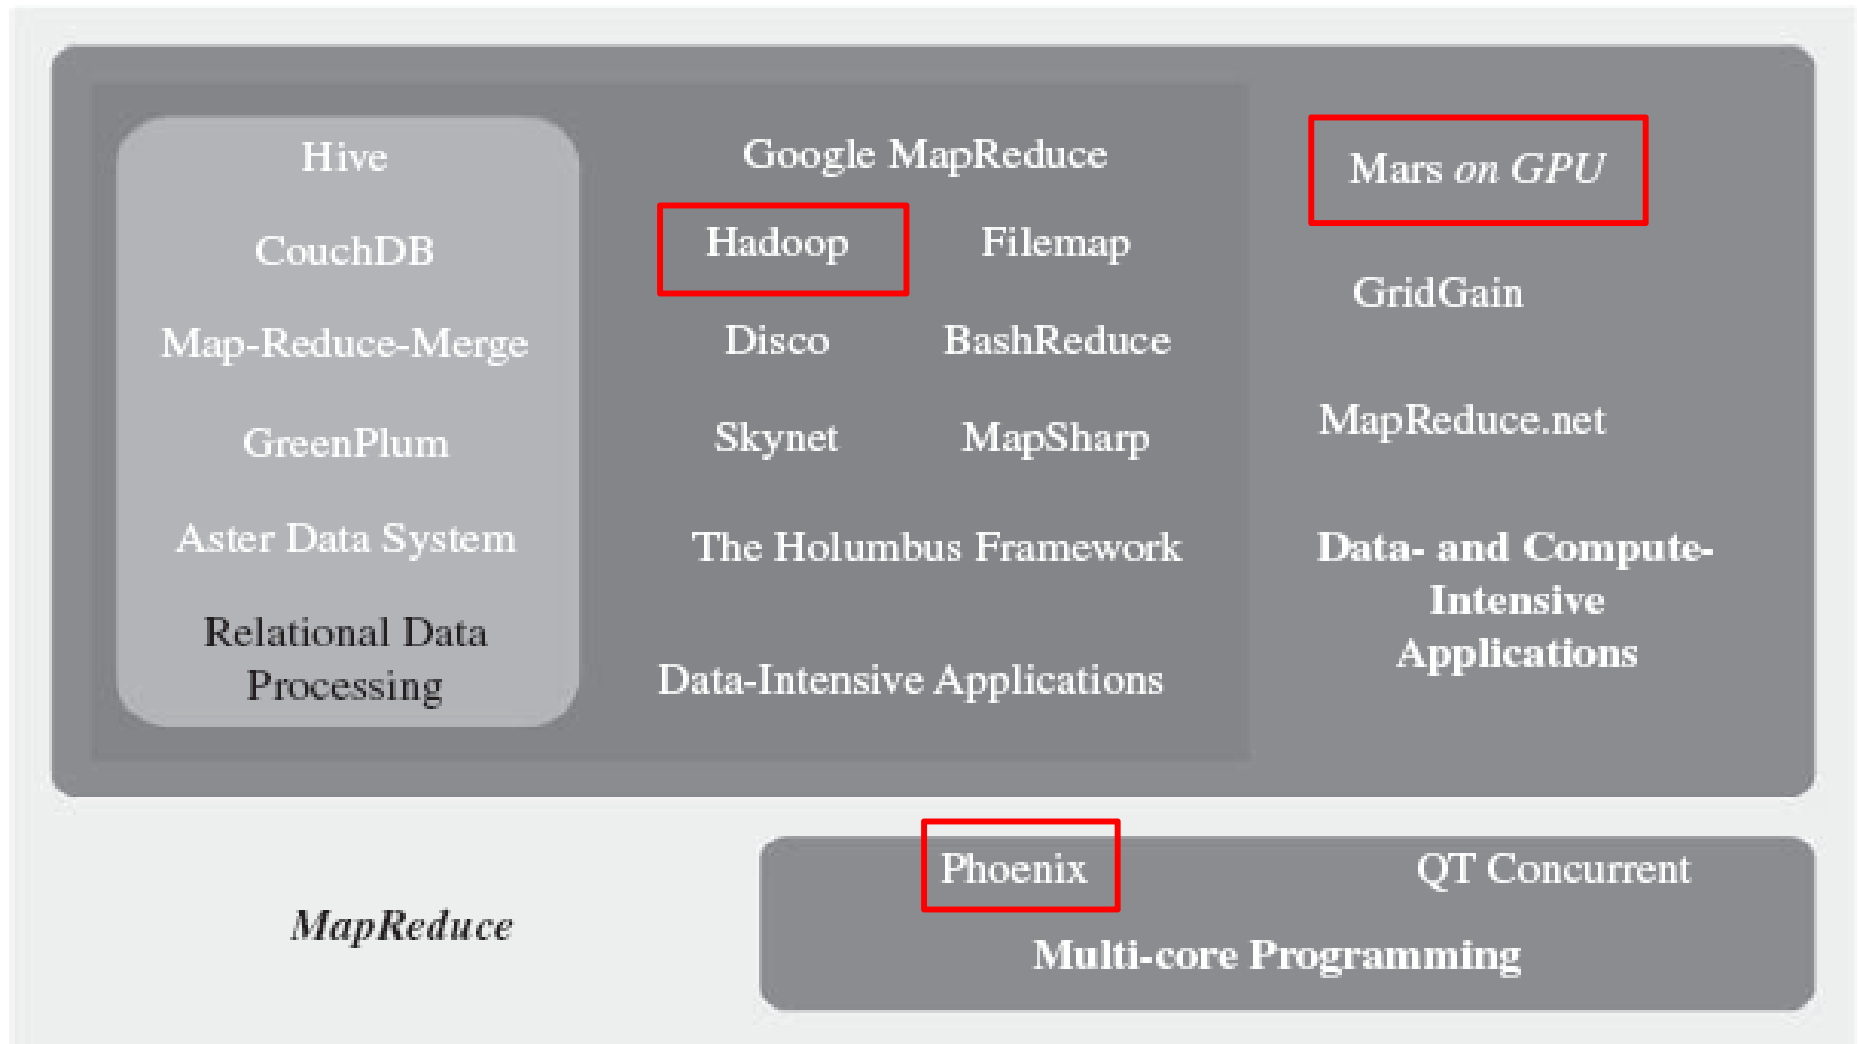 Hive
CouchDB
Map-Reduce-Merge
GreenPlum
Aster Data System
Relational Data
Processing
Google MapReduce
Hadoop Filemap
Disco BashReduce
Skynet MapSharp
The Holumbus Framework
Data-Intensive Applications
Mars on GPU
GridGain
MapReduce.net
Data- and Compute-
Intensive
Applications
MapReduce
Phoenix QT Concurrent
Multi-core Programming